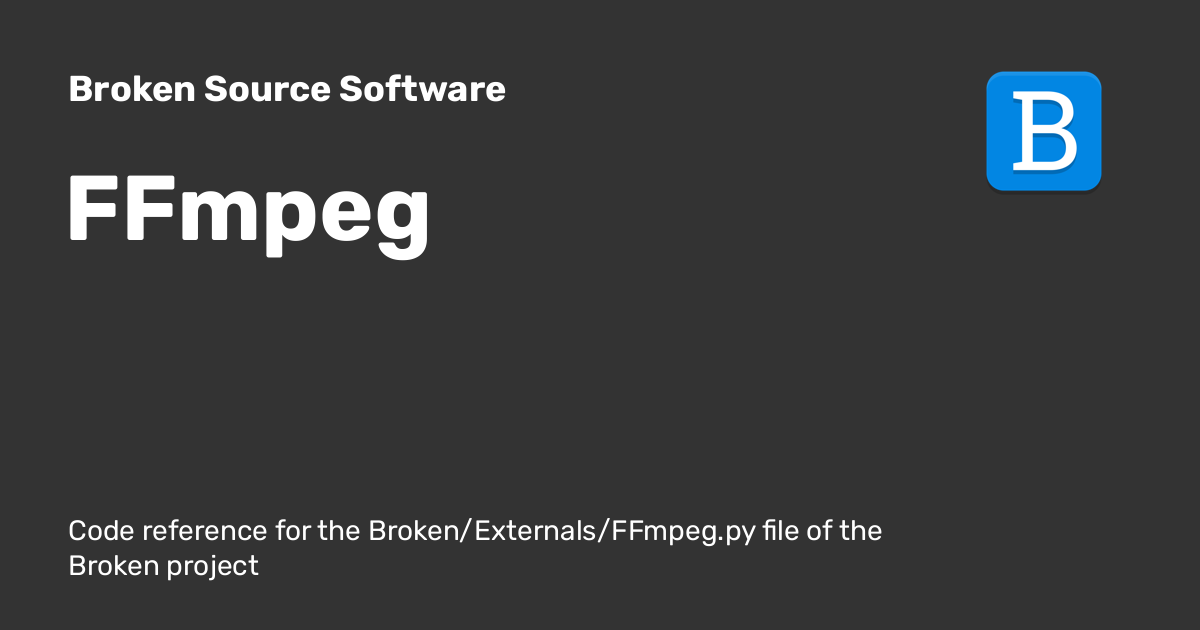 Broken Source Software
B
FFmpeg
Code reference for the Broken/Externals/FFmpeg.py file of the
Broken project